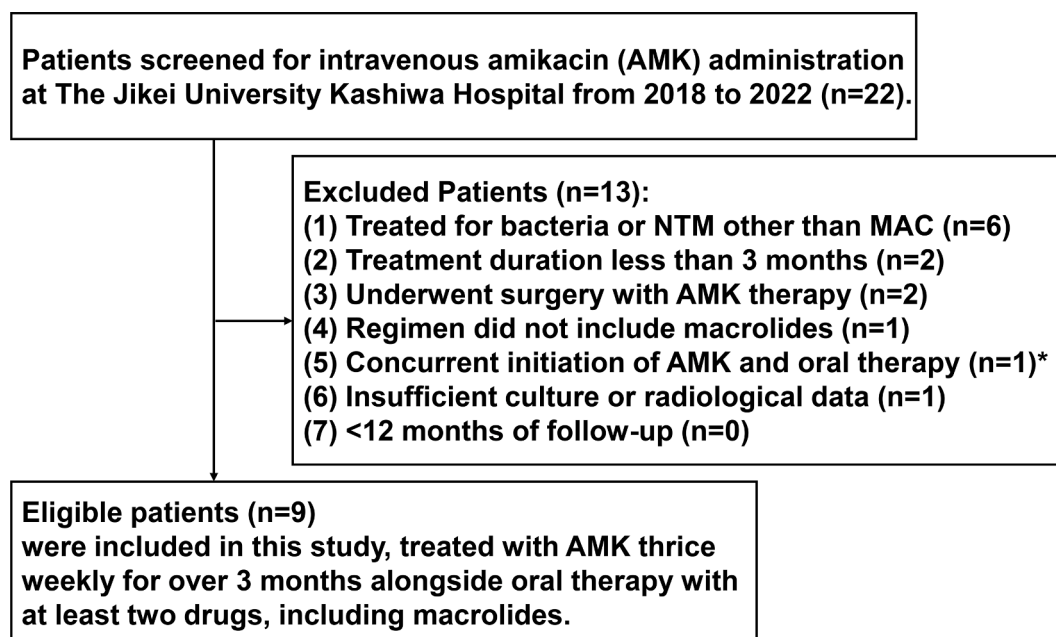 Patients screened for intravenous amikacin (AMK) administration
at The Jikei University Kashiwa Hospital from 2018 to 2022 (n=22).
Excluded Patients (n=13):
(1) Treated for bacteria or NTM other than MAC (n=6)
(2) Treatment duration less than 3 months (n=2)
(3) Underwent surgery with AMK therapy (n=2)
(4) Regimen did not include macrolides (n=1)
(5) Concurrent initiation of AMK and oral therapy (n=1)*
(6) Insufficient culture or radiological data (n=1)
(7) <12 months of follow-up (n=0)
Eligible patients (n=9)
were included in this study, treated with AMK thrice
weekly for over 3 months alongside oral therapy with
at least two drugs, including macrolides.